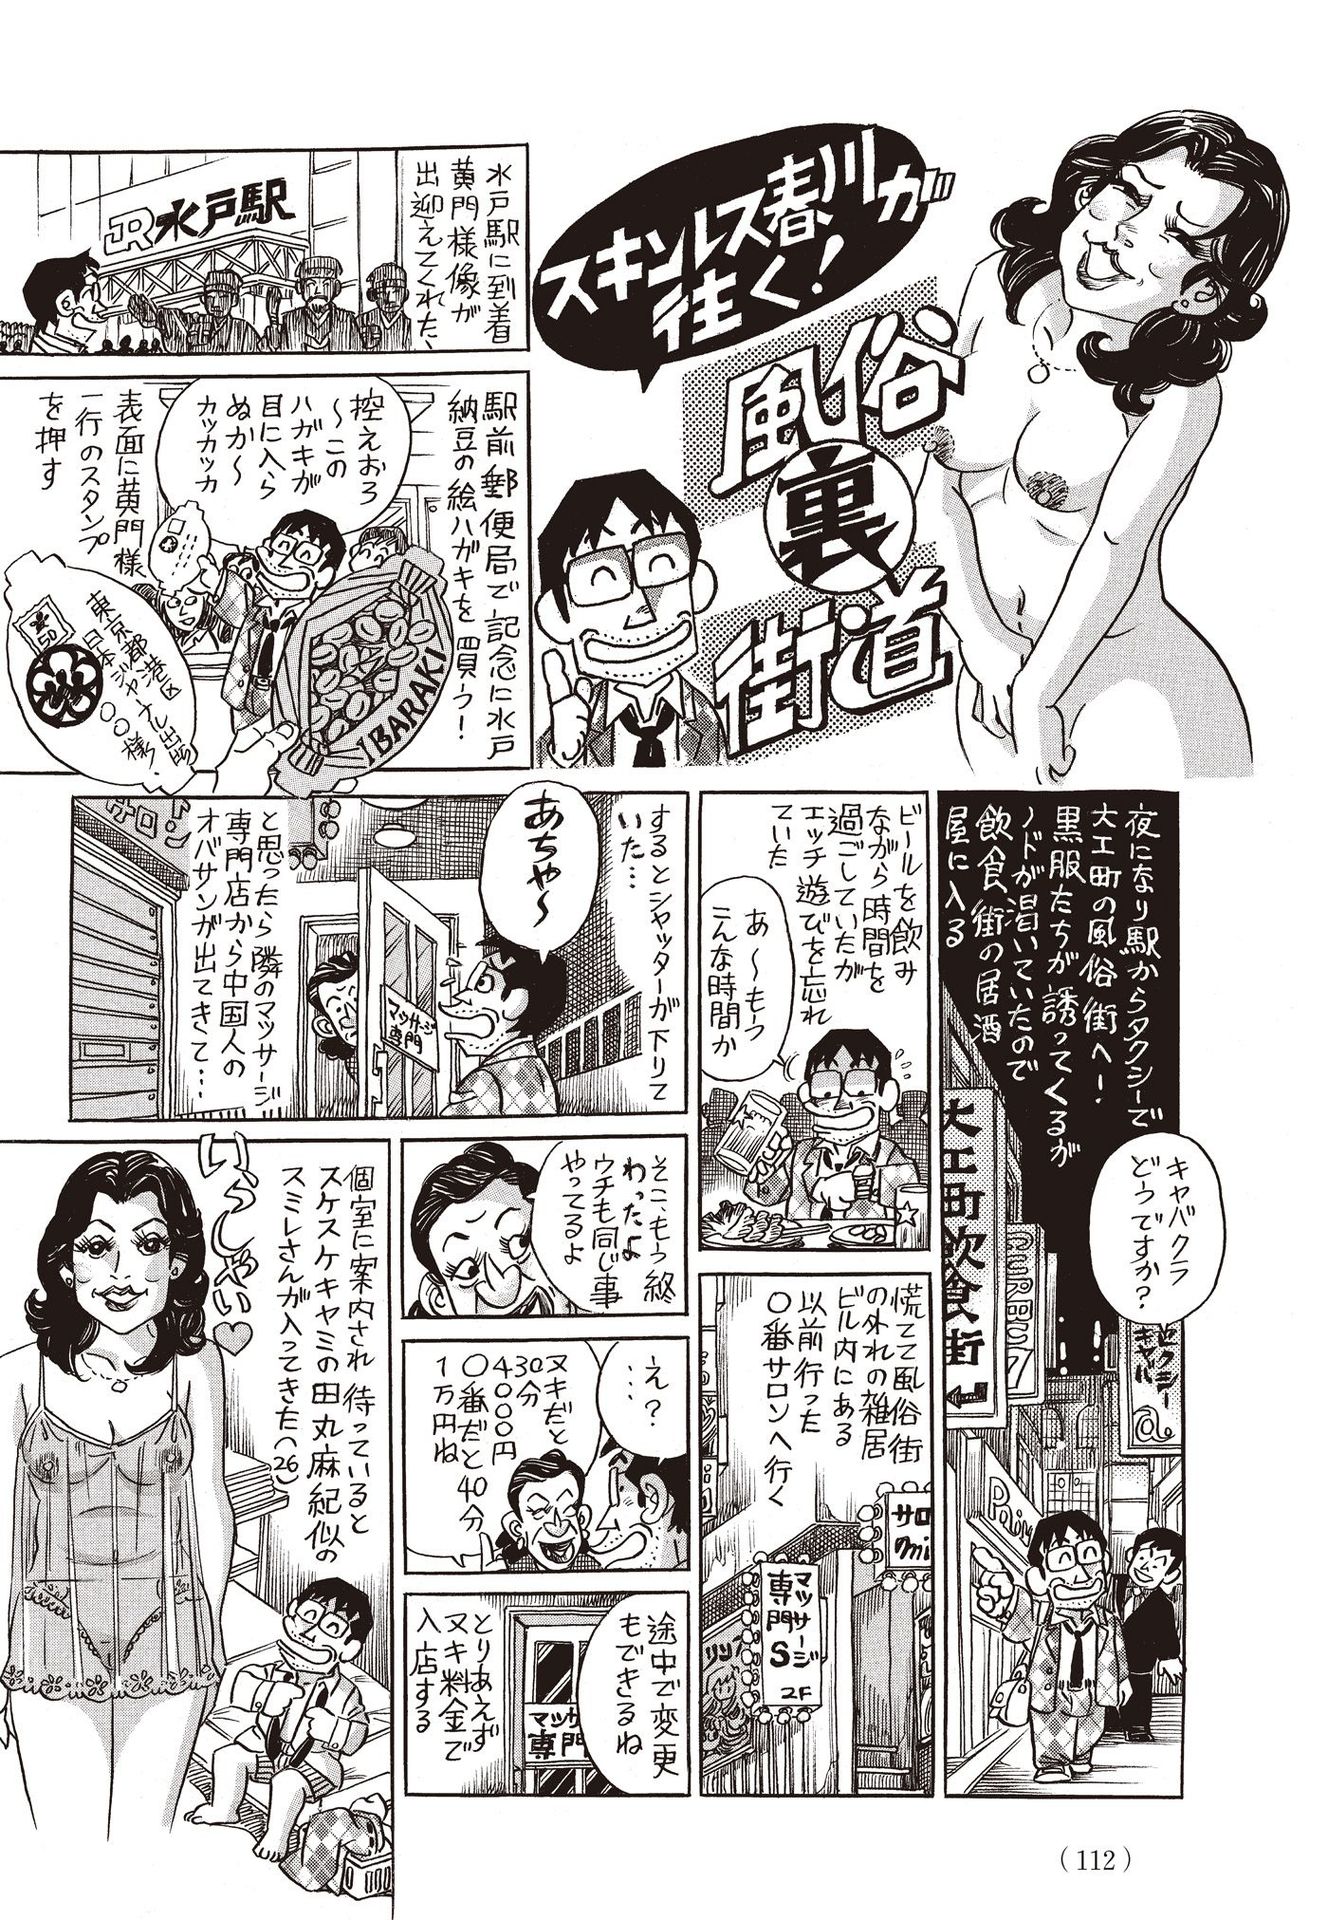 スキンレス春川が
往く!
風俗
裏
街道
水戸駅に到着
黄門様像が
出迎えてくれた、
JR水戸駅
駅前郵便局で記念に水戸
納豆の絵ハガキを買う!
控えおろ
〜この
ハガキが
目に入ら
ぬか〜
カッカッカ
表面に黄門様
一行のスタンプ
を押す
50
東京都港区
日本ジャーナル出版
〇〇様
IBARAKI
夜になり駅からタクシーで
大工町の風俗街へ!
黒服たちが誘ってくるが
ノドが渇いていたので
飲食街の居酒
屋に入る
キャバクラ
どうですか?
大工町飲食街
セクシー
キャバ
@
ビールを飲み
ながら時間を
過ごしていたが
エッチ遊びを忘れ
ていた
あ〜もう
こんな時間か
慌てて風俗街
の外れの雑居
ビル内にある
以前行った
〇番サロンへ行く
サロ
mi
マッサージ
専門
S
2F
するとシャッターが下りて
いた…
あちゃ〜
マッサージ
専門
と思ったら隣のマッサージ
専門店から中国人の
オバサンが出てきて…
そこ、もう終
わったよ
ウチも同じ事
やってるよ
え?
…
ヌキだと
30分
4000円
〇番だと40分
1万円ね
途中で変更
もできるね
マッサ
専門
とりあえず
ヌキ料金で
入店する
個室に案内され待っていると
スケスケキャミの田丸麻紀似の
スミレさんが入ってきた(26)
いらっしゃい♡
(112)